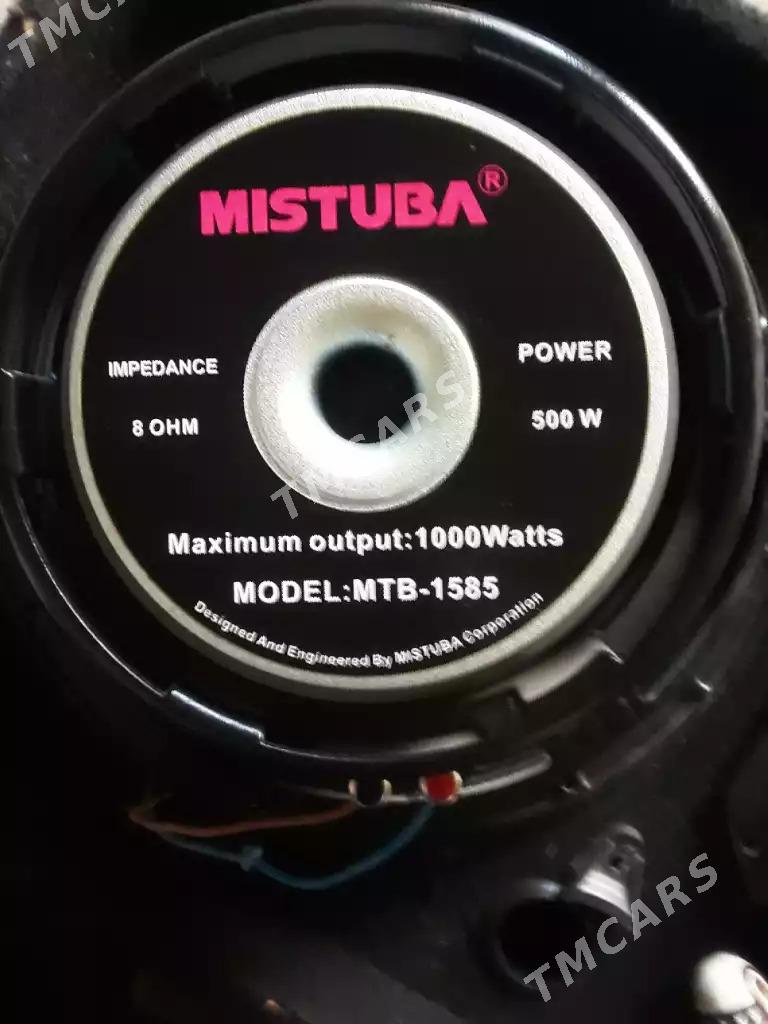 TMCARS
MISTUBA®
IMPEDANCE
8 OHM
POWER
500 W
TMCARS
Maximum output:1000Watts
MODEL:MTB-1585
Designed And Engineered By MISTUBA Corporation
TMCARS